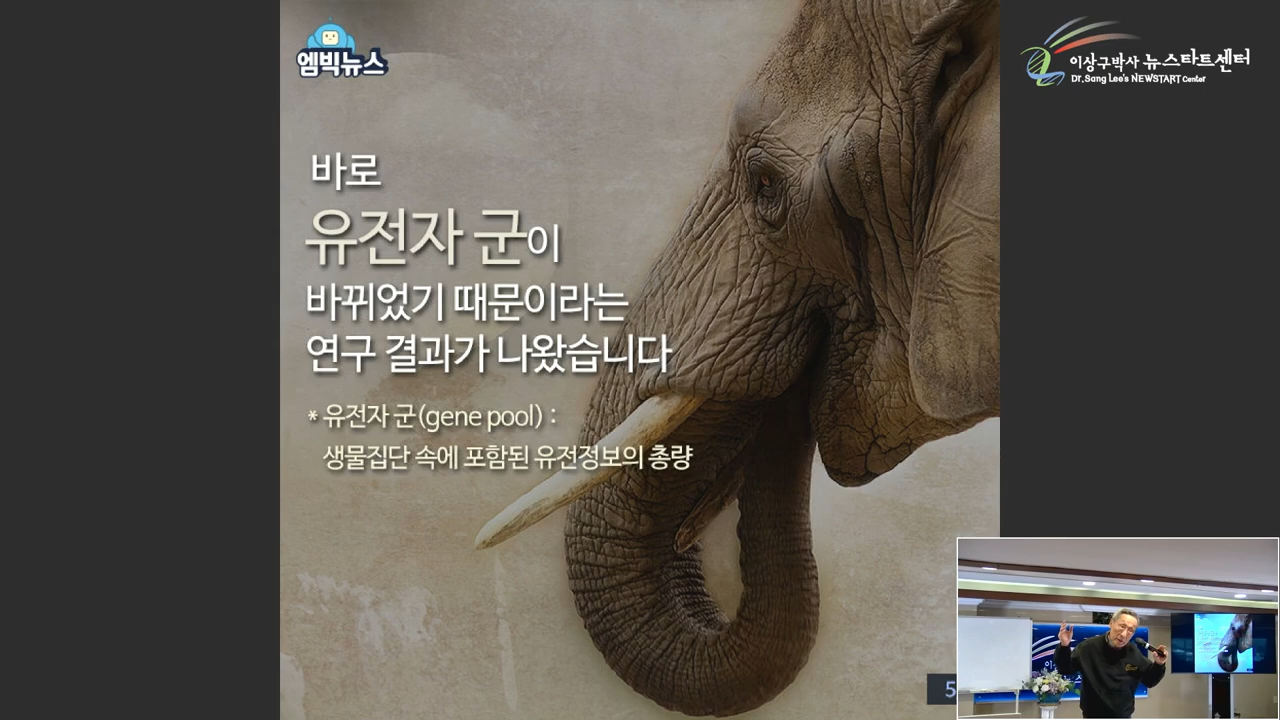 엠빅뉴스
이상구박사 뉴스타트센터
Dr. Sang Lee's NEWSTART Center
바로
유전자 군이
바뀌었기 때문이라는
연구 결과가 나왔습니다
* 유전자 군(gene pool) :
생물집단 속에 포함된 유전정보의 총량
5